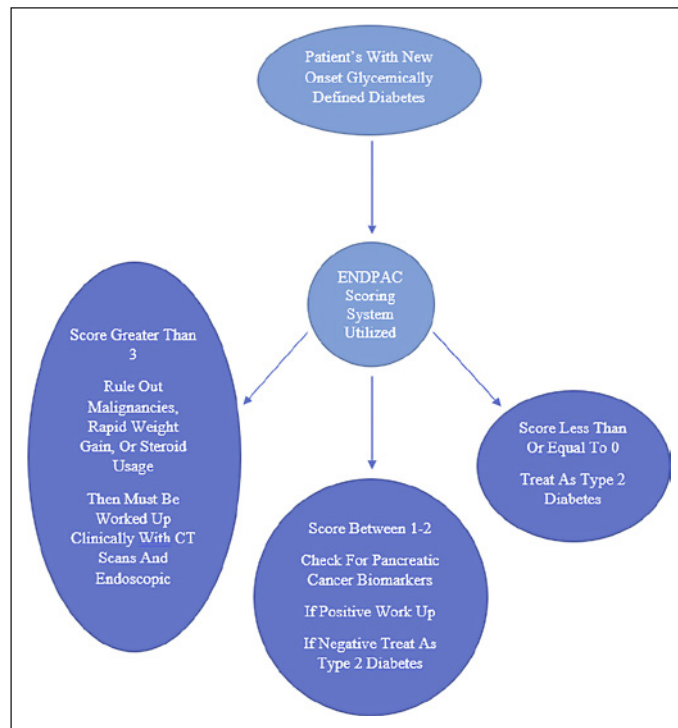 Patient's With New
Onset Glycemically
Defined Diabetes
ENDPAC
Scoring
System
Utilized
Score Greater Than
3
Rule Out
Malignancies,
Rapid Weight
Gain, Or Steroid
Usage
Then Must Be
Worked Up
Clinically With CT
Scans And
Endoscopic
Score Between 1-2
Check For Pancreatic
Cancer Biomarkers
If Positive Work Up
If Negative Treat As
Type 2 Diabetes
Score Less Than
Or Equal To 0
Treat As Type 2
Diabetes